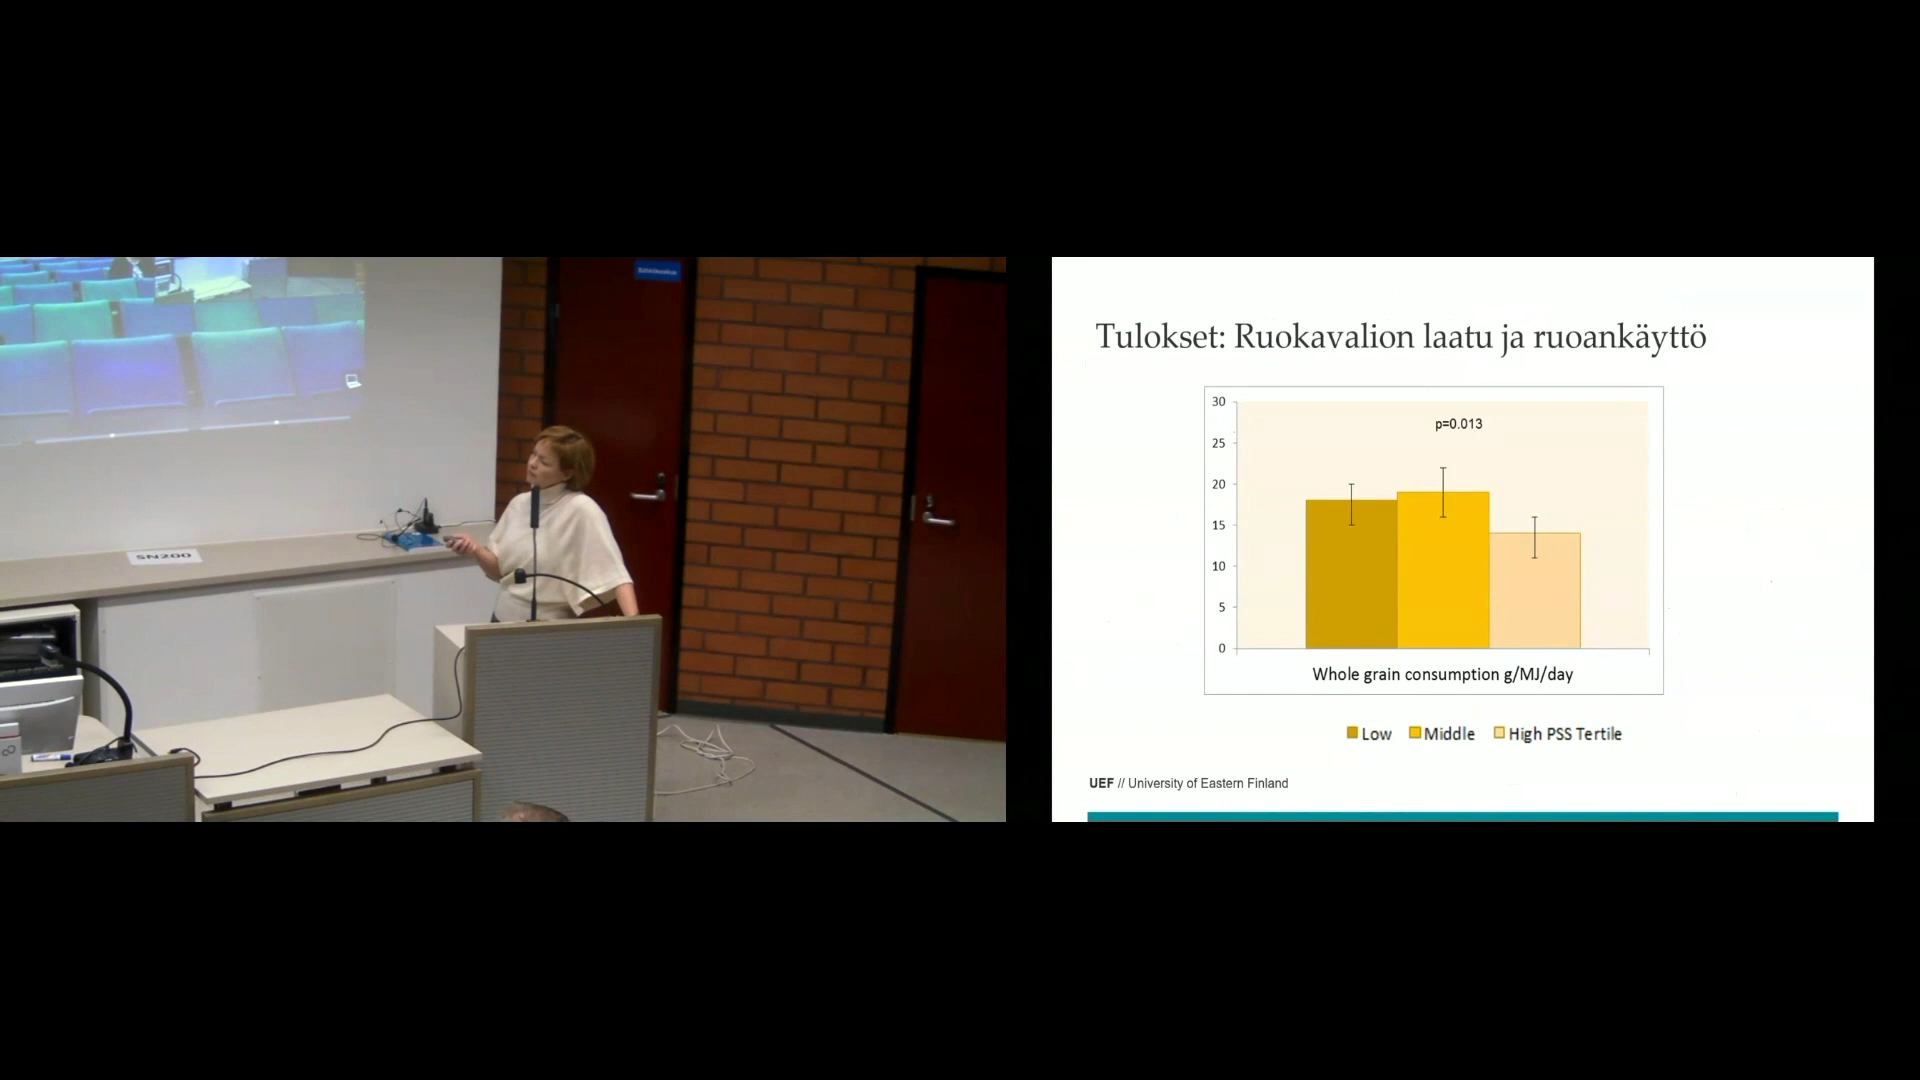 SN200
Tulokset: Ruokavalion laatu ja ruoankäyttö
30
25
20
15
10
5
0
p=0.013
Whole grain consumption g/MJ/day
Low Middle High PSS Tertile
UEF // University of Eastern Finland